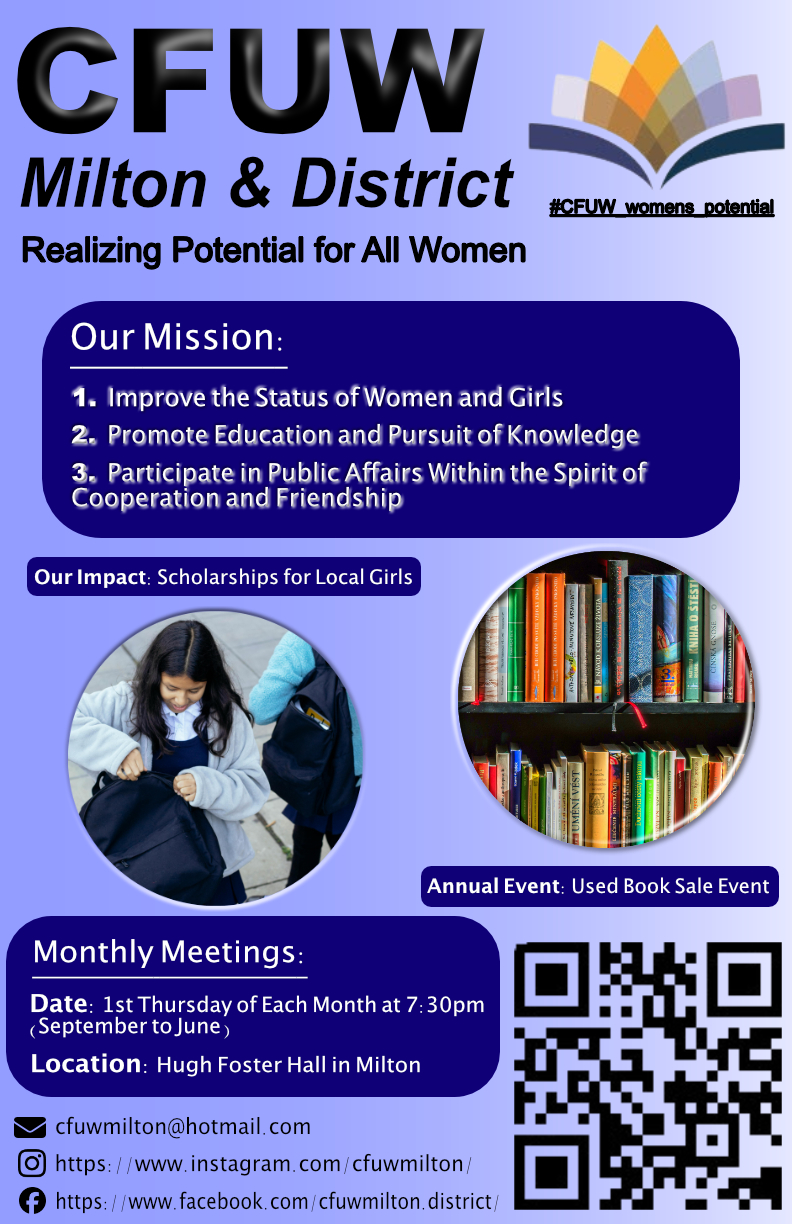 CFUW
Milton & District
#CFUW_womens_potential
Realizing Potential for All Women
Our Mission:
1. Improve the Status of Women and Girls
2. Promote Education and Pursuit of Knowledge
3. Participate in Public Affairs Within the Spirit of
Cooperation and Friendship
Our Impact: Scholarships for Local Girls
KNIHA O ŠTĚSTÍ
UMĚNÍ VĚST
Annual Event: Used Book Sale Event
Monthly Meetings:
Date: 1st Thursday of Each Month at 7:30pm
(September to June)
Location: Hugh Foster Hall in Milton
cfuwmilton@hotmail.com
https://www.instagram.com/cfuwmilton/
https://www.facebook.com/cfuwmilton.district/